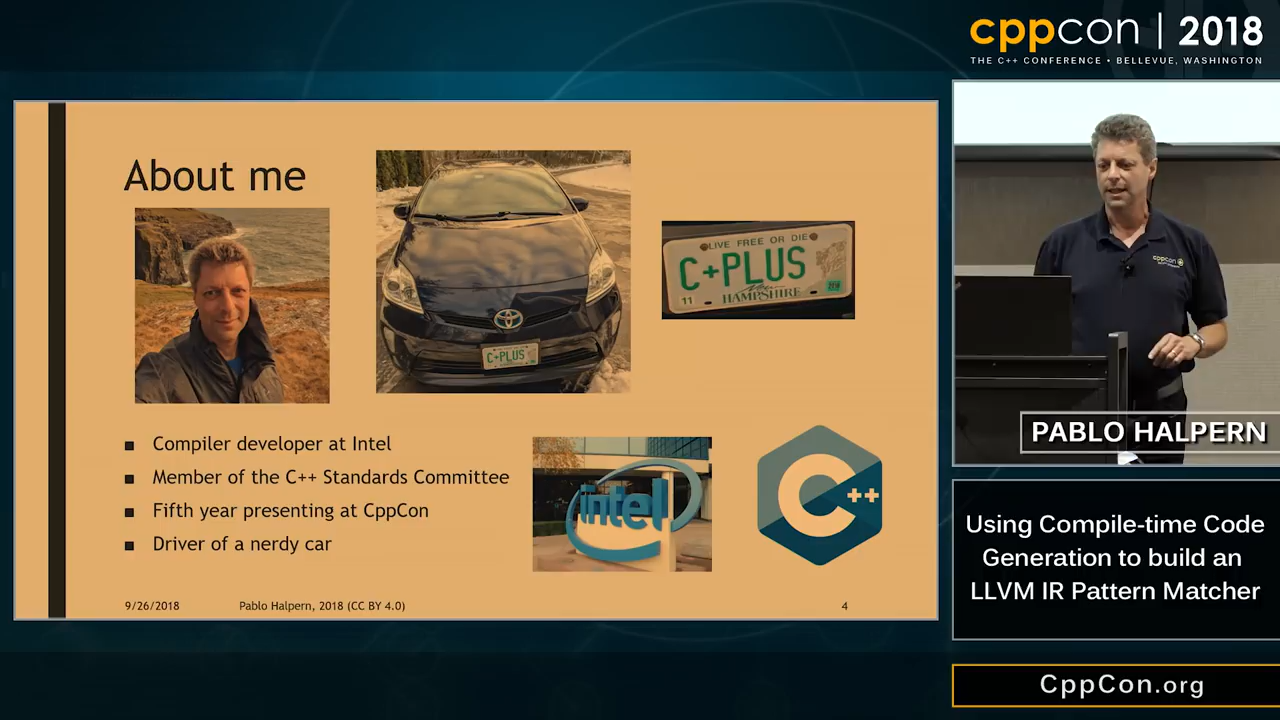 cppcon | 2018
THE C++ CONFERENCE • BELLEVUE, WASHINGTON
About me
LIVE FREE OR DIE
C+PLUS
11
NEW HAMPSHIRE
C+PLUS
■ Compiler developer at Intel
■ Member of the C++ Standards Committee
■ Fifth year presenting at CppCon
■ Driver of a nerdy car
intel
C++
9/26/2018 Pablo Halpern, 2018 (CC BY 4.0) 4
cppcon
PABLO HALPERN
Using Compile-time Code
Generation to build an
LLVM IR Pattern Matcher
CppCon.org